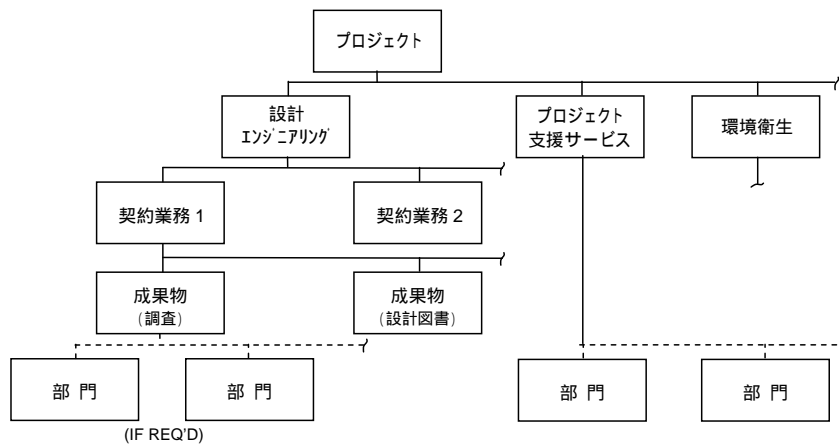 プロジェクト
設計
エンジニアリング
プロジェクト
支援サービス
環境衛生
契約業務 1
契約業務 2
成果物
(調査)
成果物
(設計図書)
部 門
部 門
部 門
部 門
(IF REQ'D)